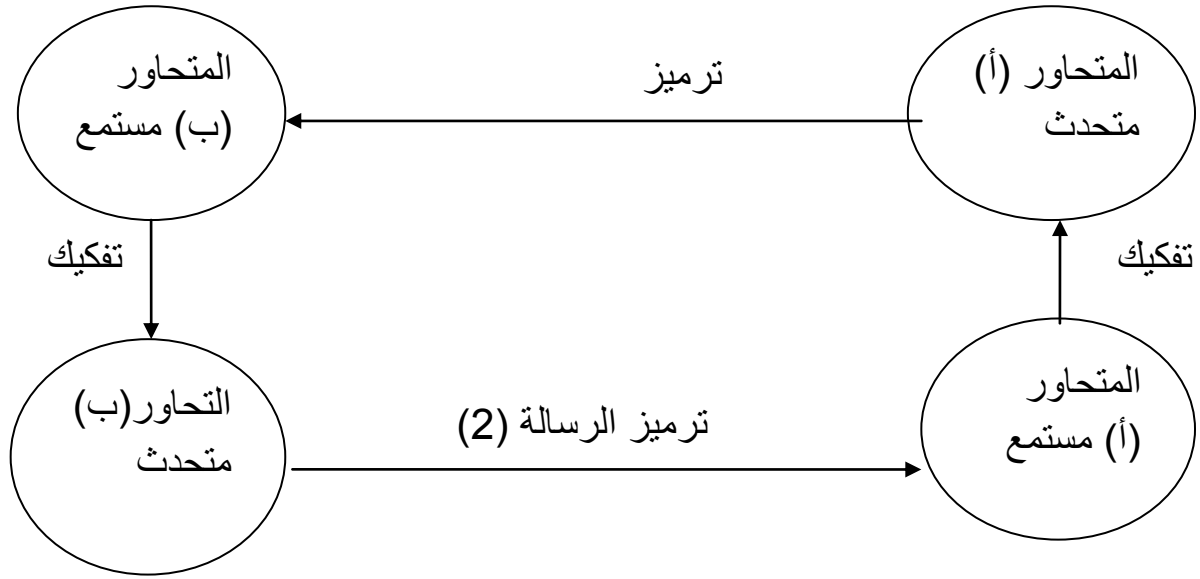 المتحاور (أ)
متحدث
ترميز
المتحاور
(ب) مستمع
تفكيك
تفكيك
التحاور(ب)
متحدث
ترميز الرسالة (2)
المتحاور
(أ) مستمع